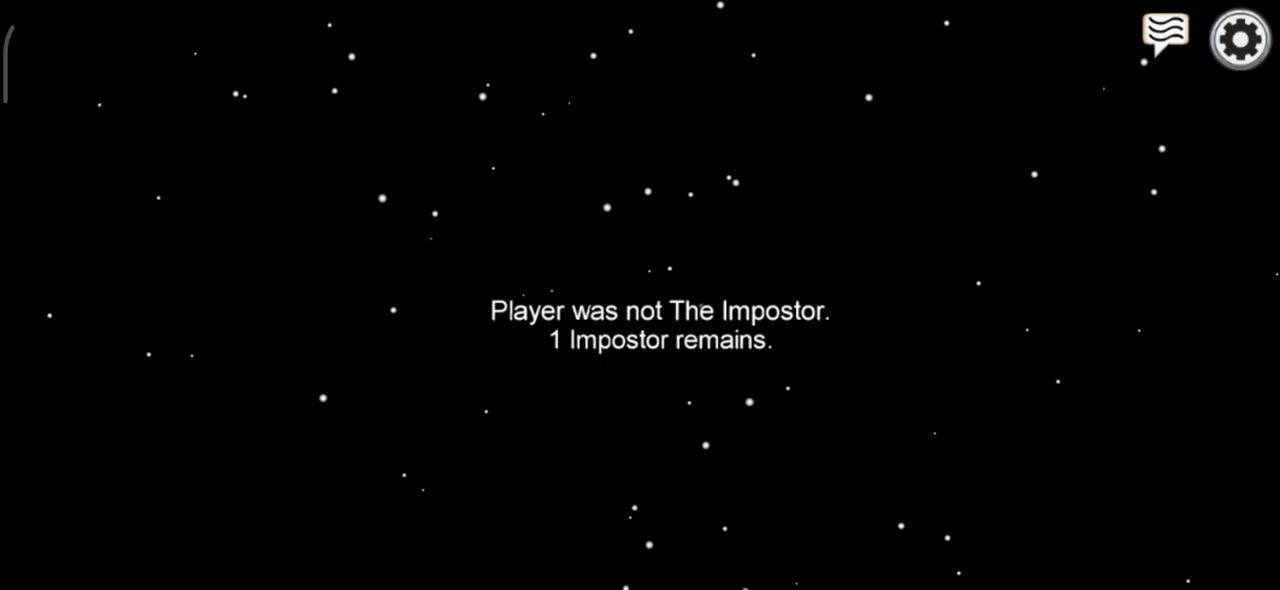 Player was not The Impostor.
1 Impostor remains.